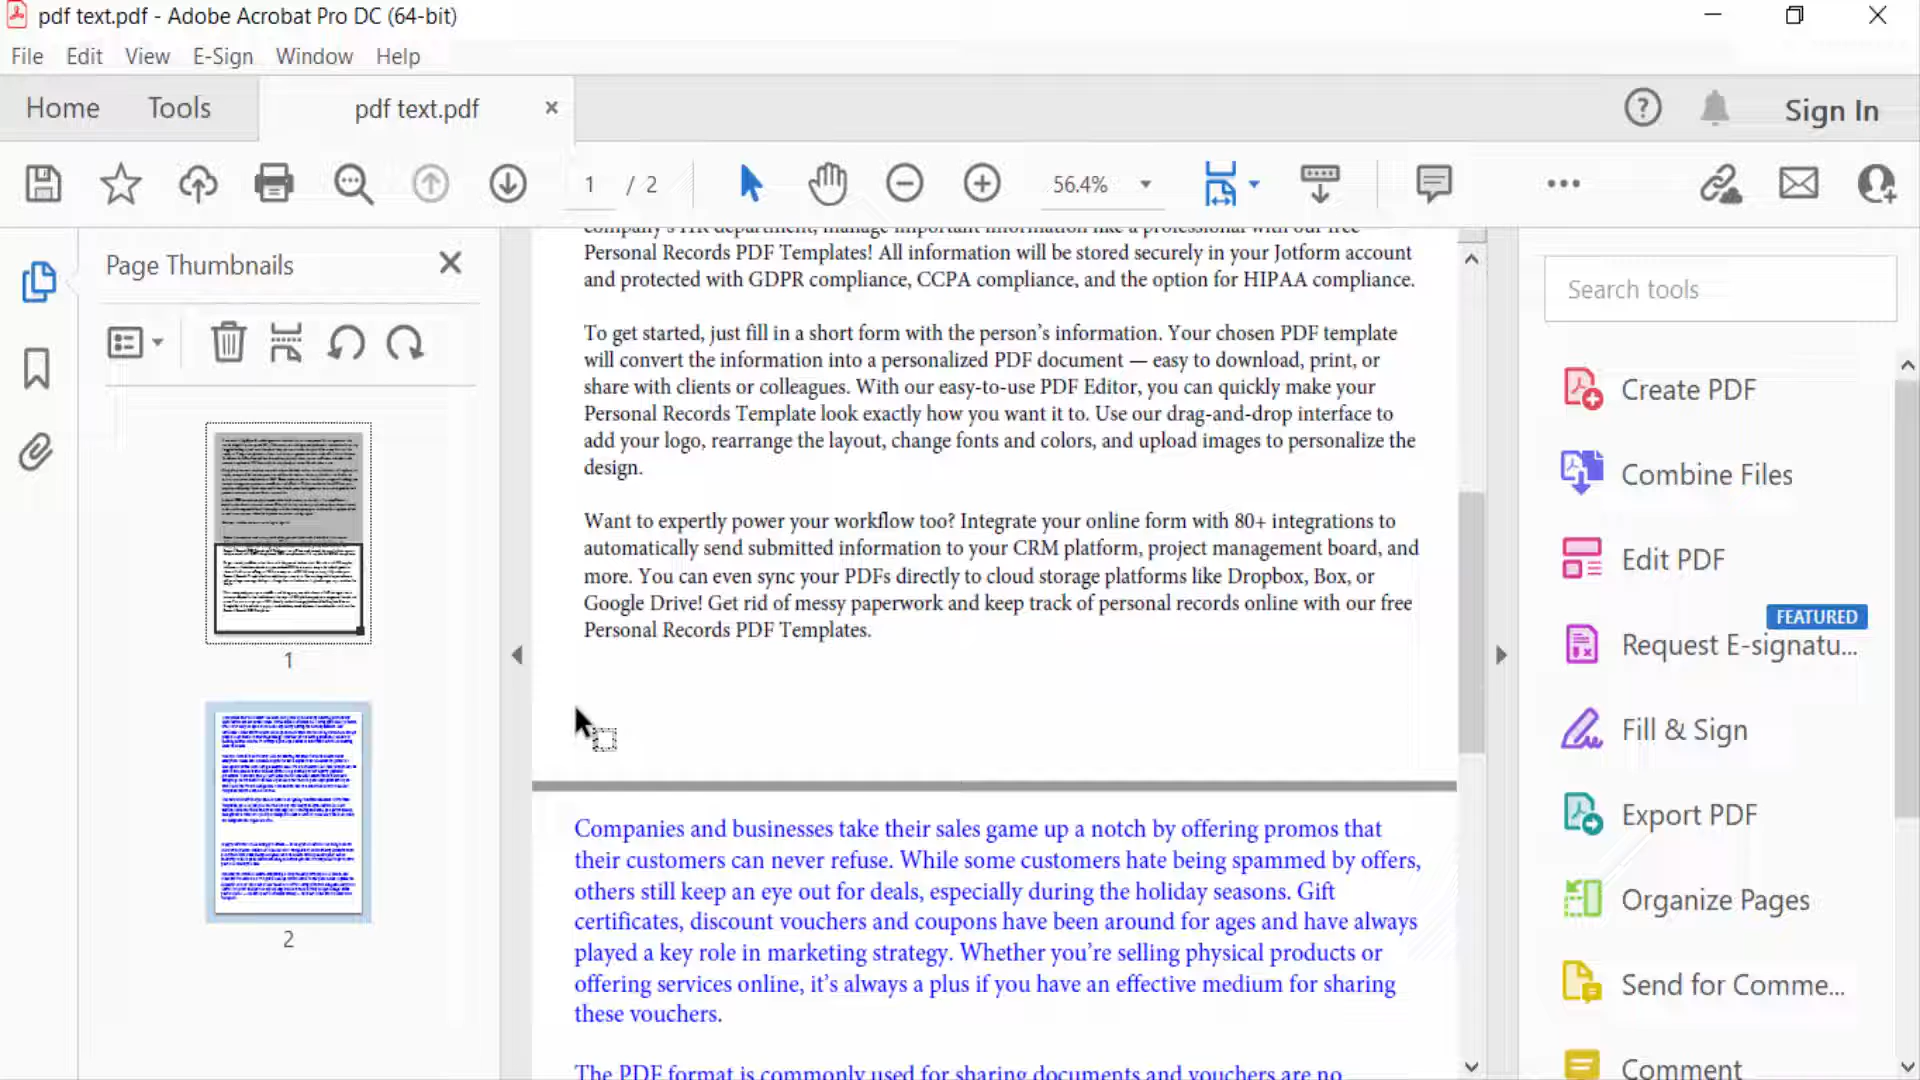 pdf text.pdf - Adobe Acrobat Pro DC (64-bit)
File Edit View E-Sign Window Help
Home Tools pdf text.pdf Sign In
1 / 2 56.4%
Page Thumbnails
1
2
company's HR department, manage important information like a professional with our free
Personal Records PDF Templates! All information will be stored securely in your Jotform account
and protected with GDPR compliance, CCPA compliance, and the option for HIPAA compliance.
To get started, just fill in a short form with the person's information. Your chosen PDF template
will convert the information into a personalized PDF document — easy to download, print, or
share with clients or colleagues. With our easy-to-use PDF Editor, you can quickly make your
Personal Records Template look exactly how you want it to. Use our drag-and-drop interface to
add your logo, rearrange the layout, change fonts and colors, and upload images to personalize the
design.
Want to expertly power your workflow too? Integrate your online form with 80+ integrations to
automatically send submitted information to your CRM platform, project management board, and
more. You can even sync your PDFs directly to cloud storage platforms like Dropbox, Box, or
Google Drive! Get rid of messy paperwork and keep track of personal records online with our free
Personal Records PDF Templates.
Companies and businesses take their sales game up a notch by offering promos that
their customers can never refuse. While some customers hate being spammed by offers,
others still keep an eye out for deals, especially during the holiday seasons. Gift
certificates, discount vouchers and coupons have been around for ages and have always
played a key role in marketing strategy. Whether you're selling physical products or
offering services online, it's always a plus if you have an effective medium for sharing
these vouchers.
The PDF format is commonly used for sharing documents and vouchers are no
Search tools
Create PDF
Combine Files
Edit PDF
FEATURED
Request E-signatu...
Fill & Sign
Export PDF
Organize Pages
Send for Comme...
Comment